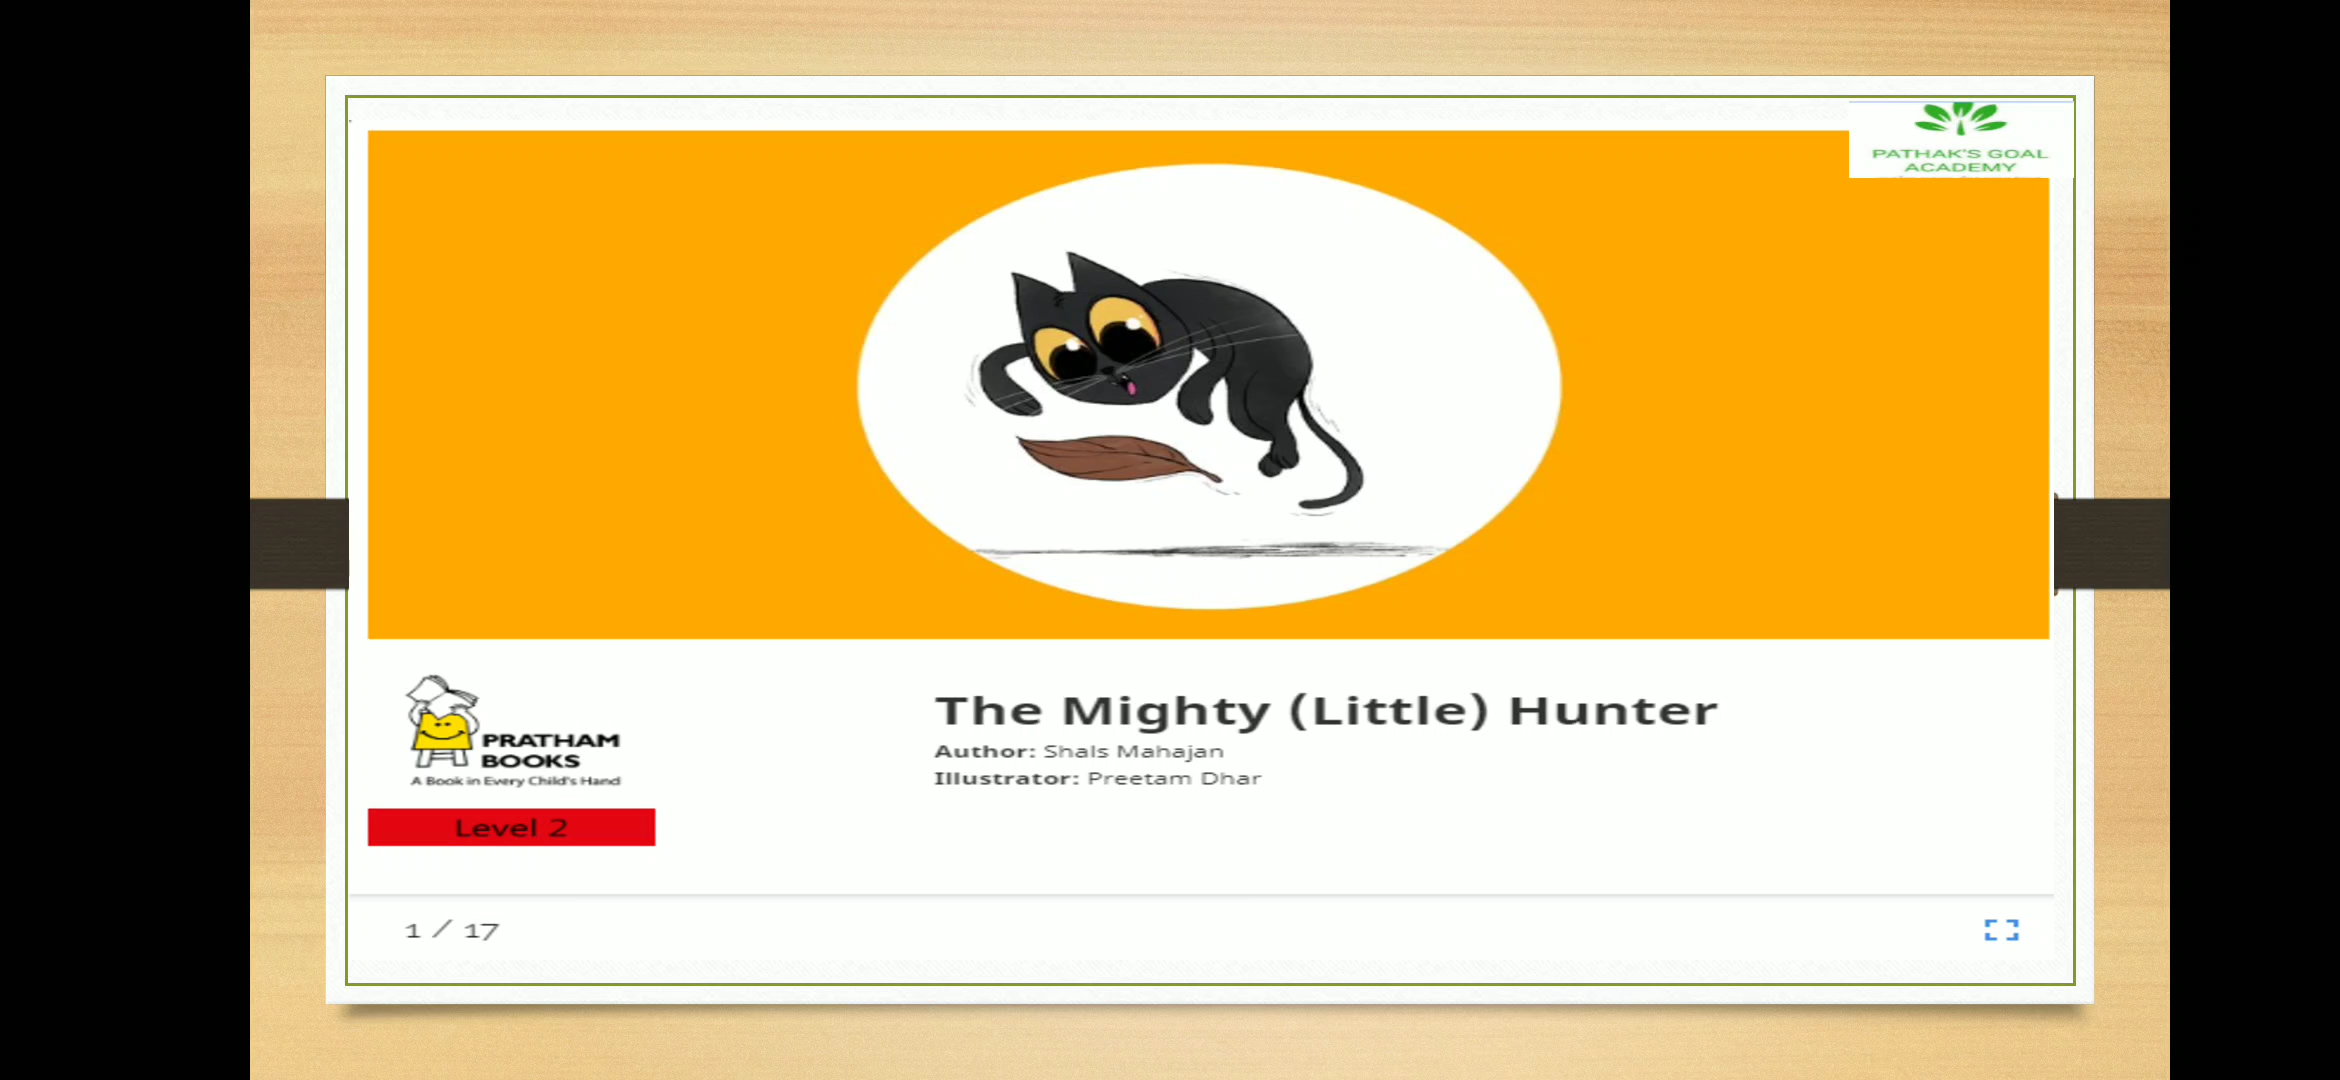 PATHAK'S GOAL
ACADEMY
The Mighty (Little) Hunter
Author: Shals Mahajan
Illustrator: Preetam Dhar
PRATHAM
BOOKS
A Book in Every Child's Hand
Level 2
1 / 17